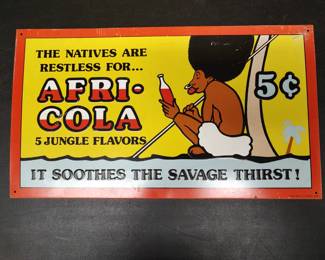 THE NATIVES ARE
RESTLESS FOR...
AFRI-
COLA
5¢
5 JUNGLE FLAVORS
IT SOOTHES THE SAVAGE THIRST!